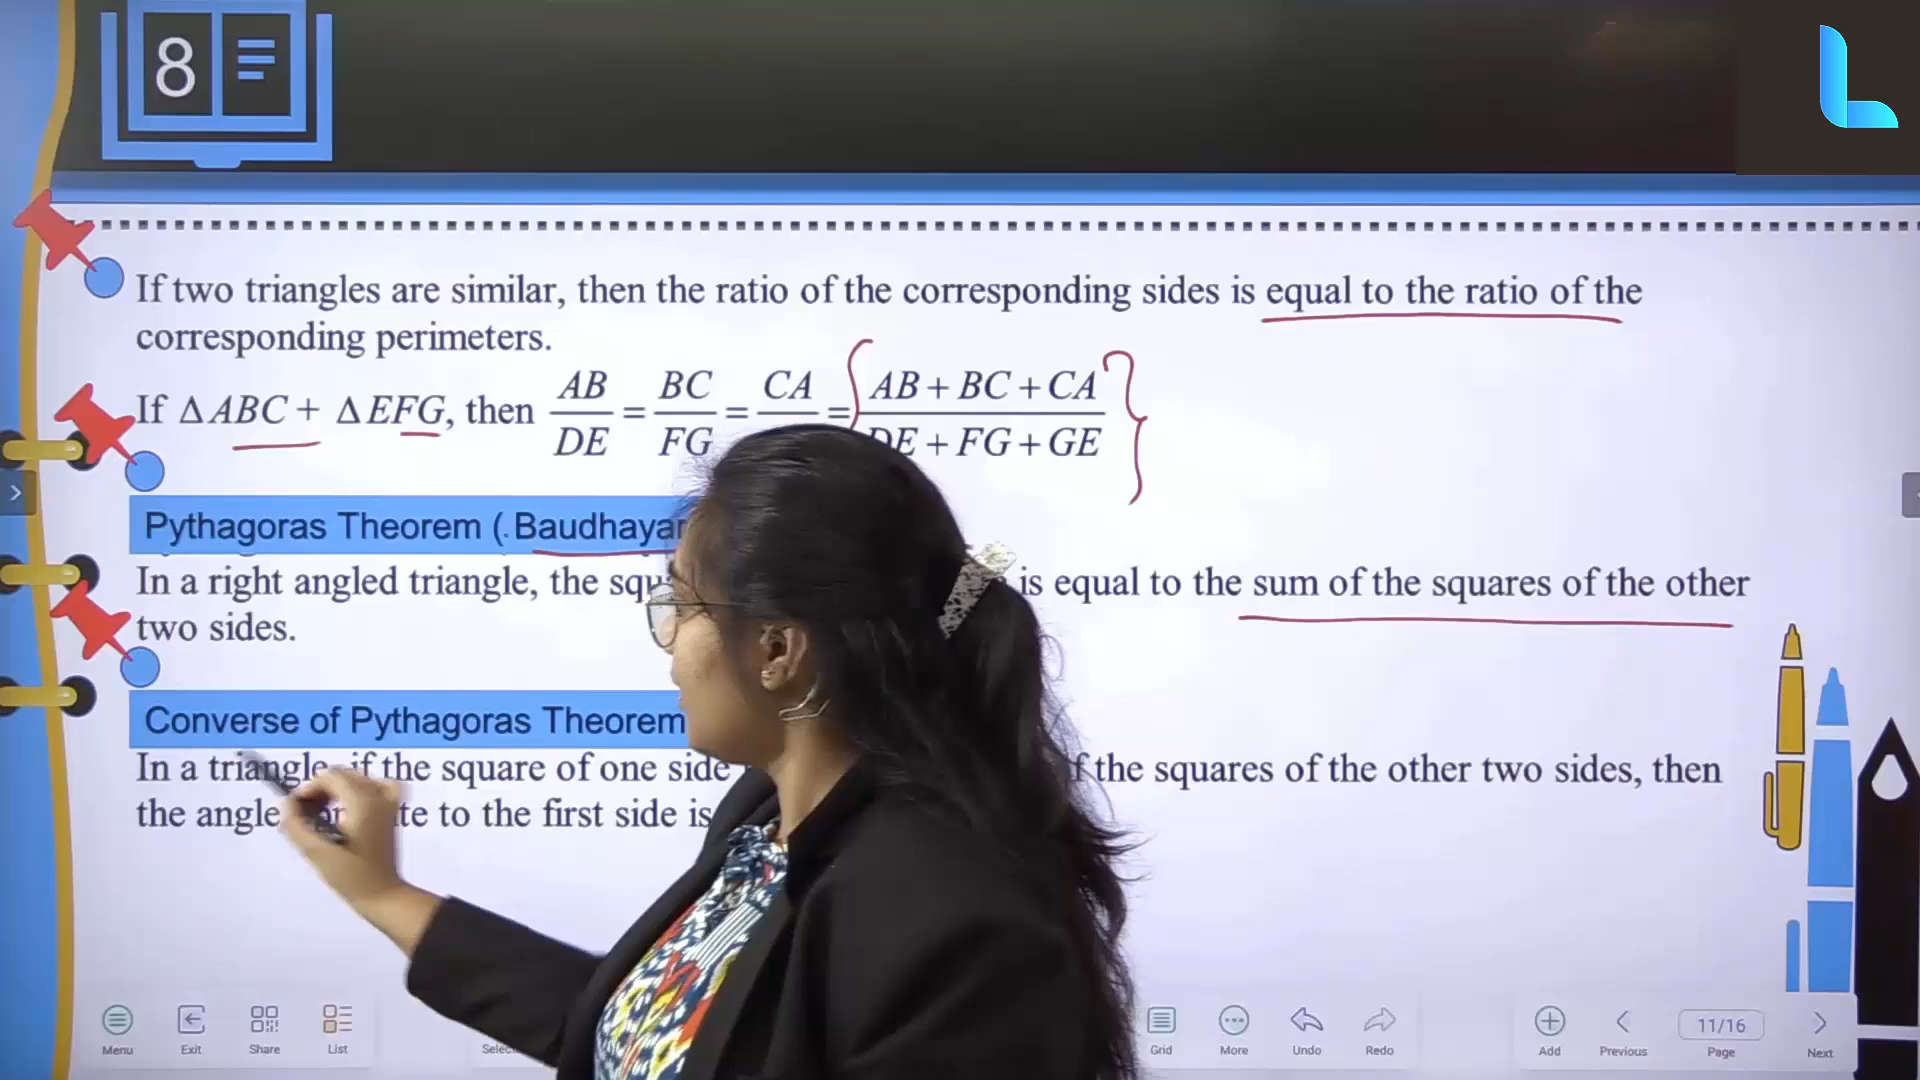 8
If two triangles are similar, then the ratio of the corresponding sides is equal to the ratio of the
corresponding perimeters.
If ΔABC + ΔEFG, then AB/DE = BC/FG = CA/ = AB + BC + CA/DE + FG + GE
Pythagoras Theorem (. Baudhayan
In a right angled triangle, the squ is equal to the sum of the squares of the other
two sides.
Converse of Pythagoras Theorem
In a triangle, if the square of one side f the squares of the other two sides, then
the angle to the first side is
Menu Exit Share List Selec Grid More Undo Redo Add Previous 11/16 Page Next